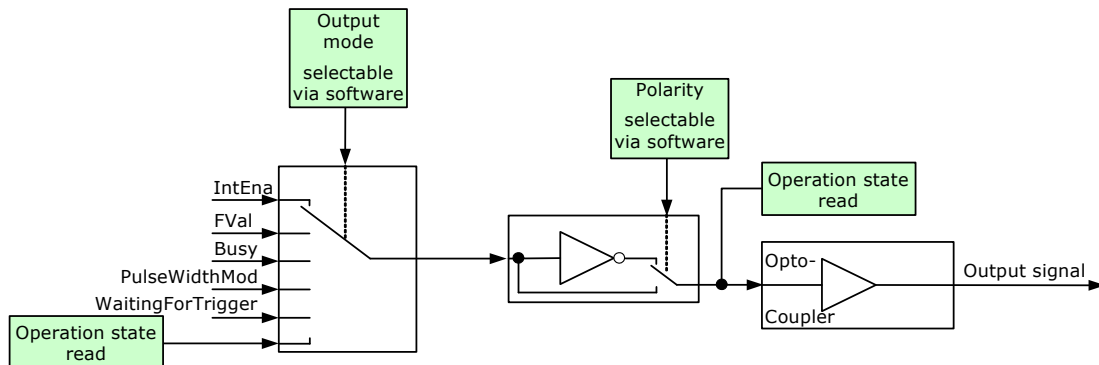 Output
mode
selectable
via software
Polarity
selectable
via software
IntEna
FVal
Busy
PulseWidthMod
WaitingForTrigger
Operation state
read
Operation state
read
Opto-
Coupler
Output signal